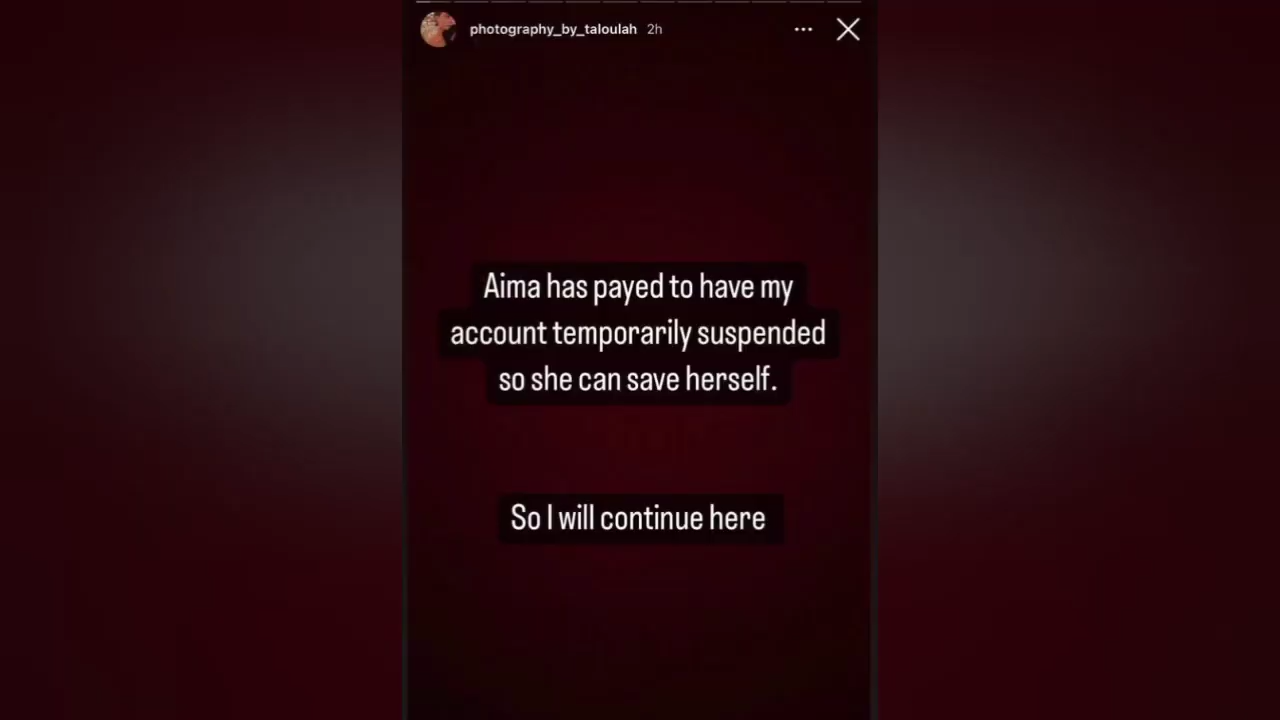 photography_by_taloulah 2h
Aima has payed to have my
account temporarily suspended
so she can save herself.
So I will continue here